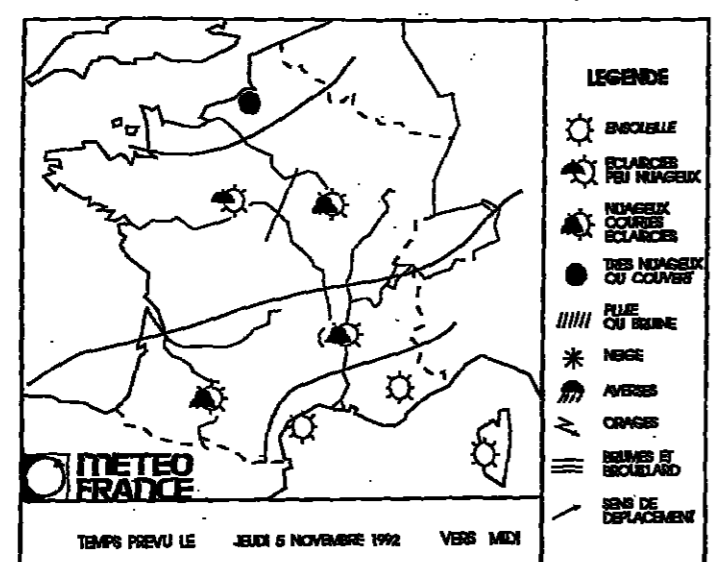 LEGENDE
ENSOLEILLE
ECLAIRCIES
PEU NUAGEUX
NUAGEUX
COURTES
ECLAIRCIES
TRES NUAGEUX
OU COUVERT
PLUIE
OU BRUINE
NEIGE
AVERSES
ORAGES
BRUMES ET
BROUILLARD
SENS DE
DEPLACEMENT
METEO
FRANCE
TEMPS PREVU LE JEUDI 5 NOVEMBRE 1992 VERS MIDI